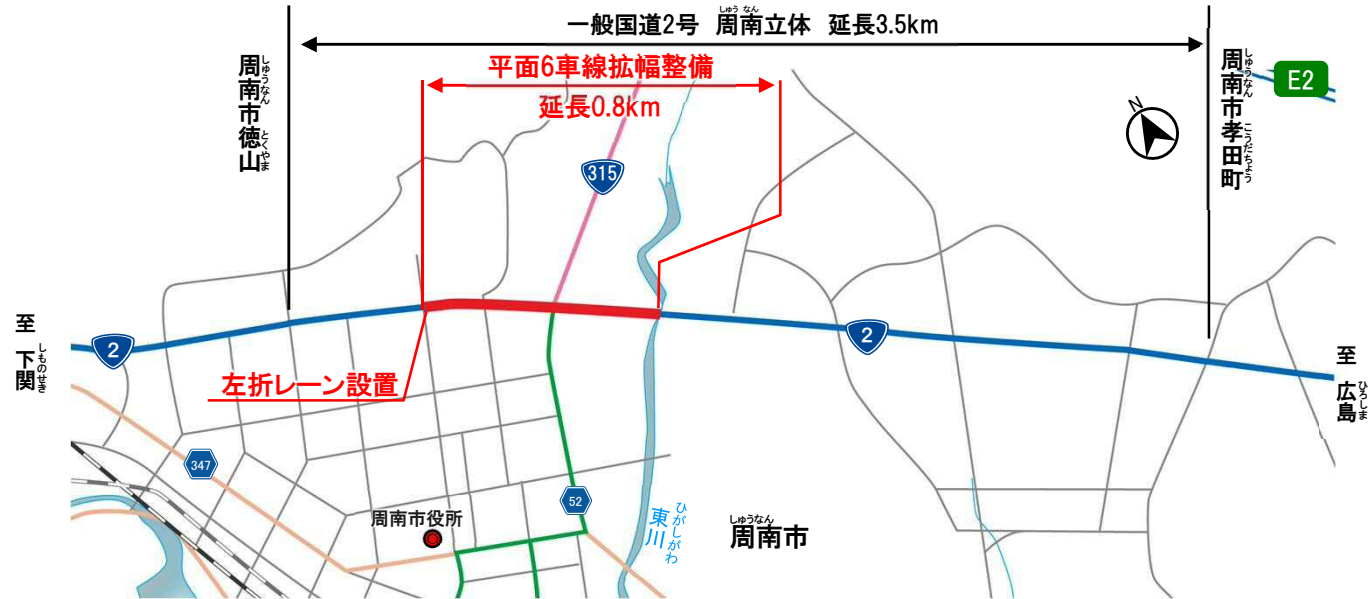 一般国道2号 周南立体 延長3.5km
しゅうなん
平面6車線拡幅整備
延長0.8km
周南市徳山
しゅうなん
とくやま
周南市孝田町
しゅうなん
こうだちょう
E2
N
315
至 下関
しものせき
2
2
至 広島
ひろしま
左折レーン設置
347
52
周南市役所
東川
ひがしがわ
周南市
しゅうなん